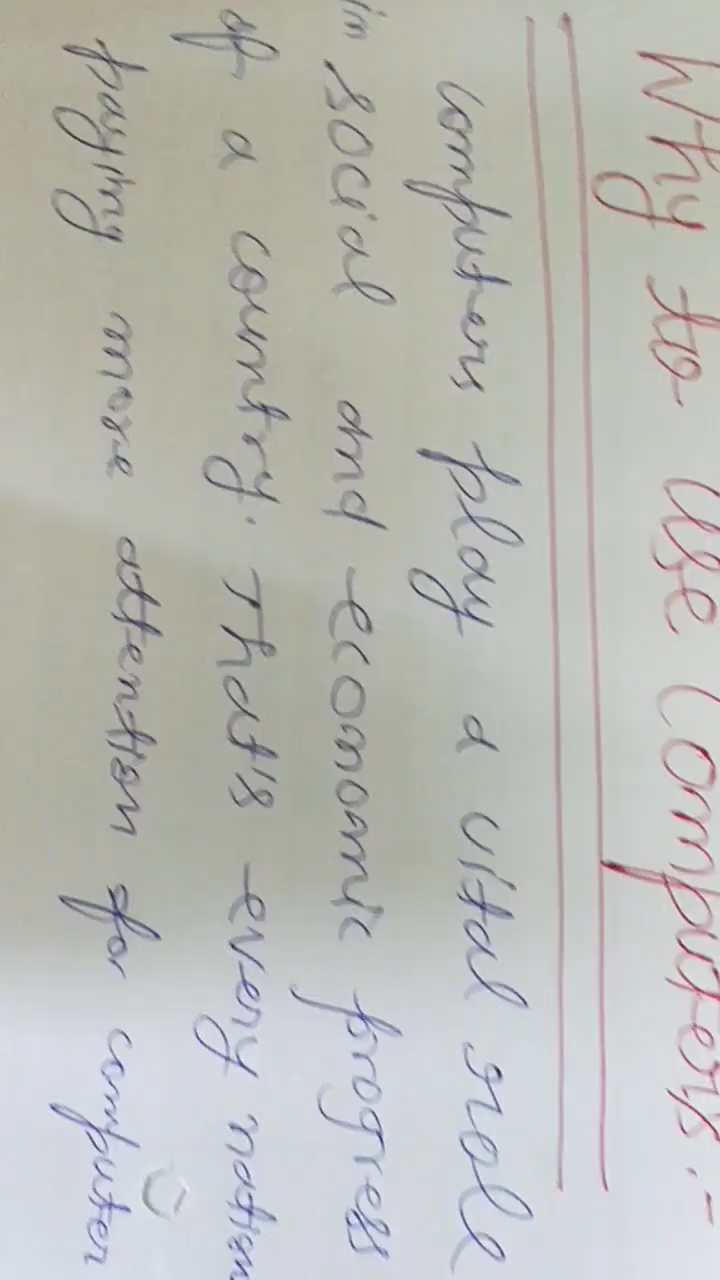 Why to use Computers :-
computers play a vital role
in social and economic progress
of a country. That's every nation
paying more attention for computer